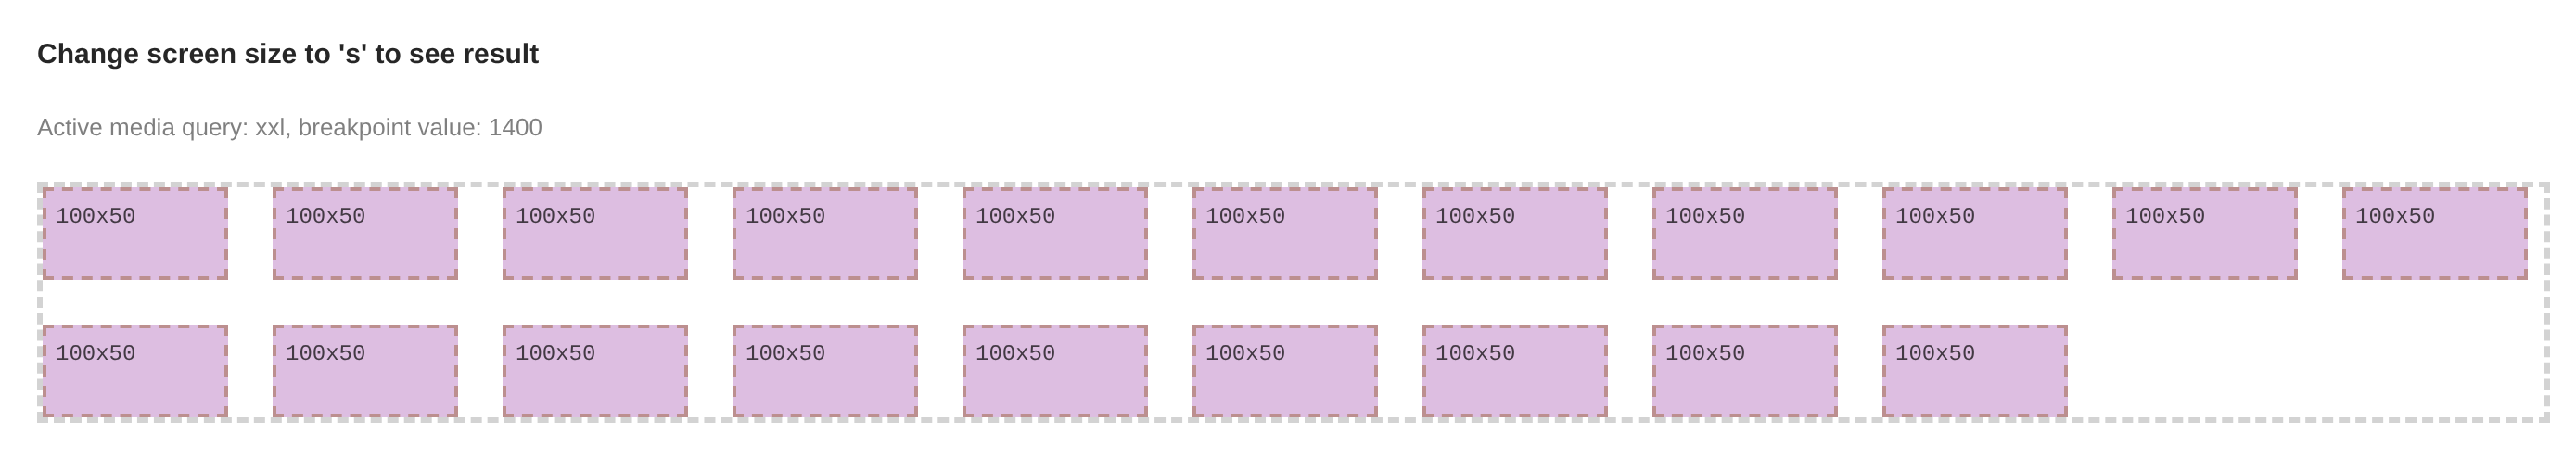 Change screen size to 's' to see result
Active media query: xxl, breakpoint value: 1400
100x50 100x50 100x50 100x50 100x50 100x50 100x50 100x50 100x50 100x50 100x50
100x50 100x50 100x50 100x50 100x50 100x50 100x50 100x50 100x50